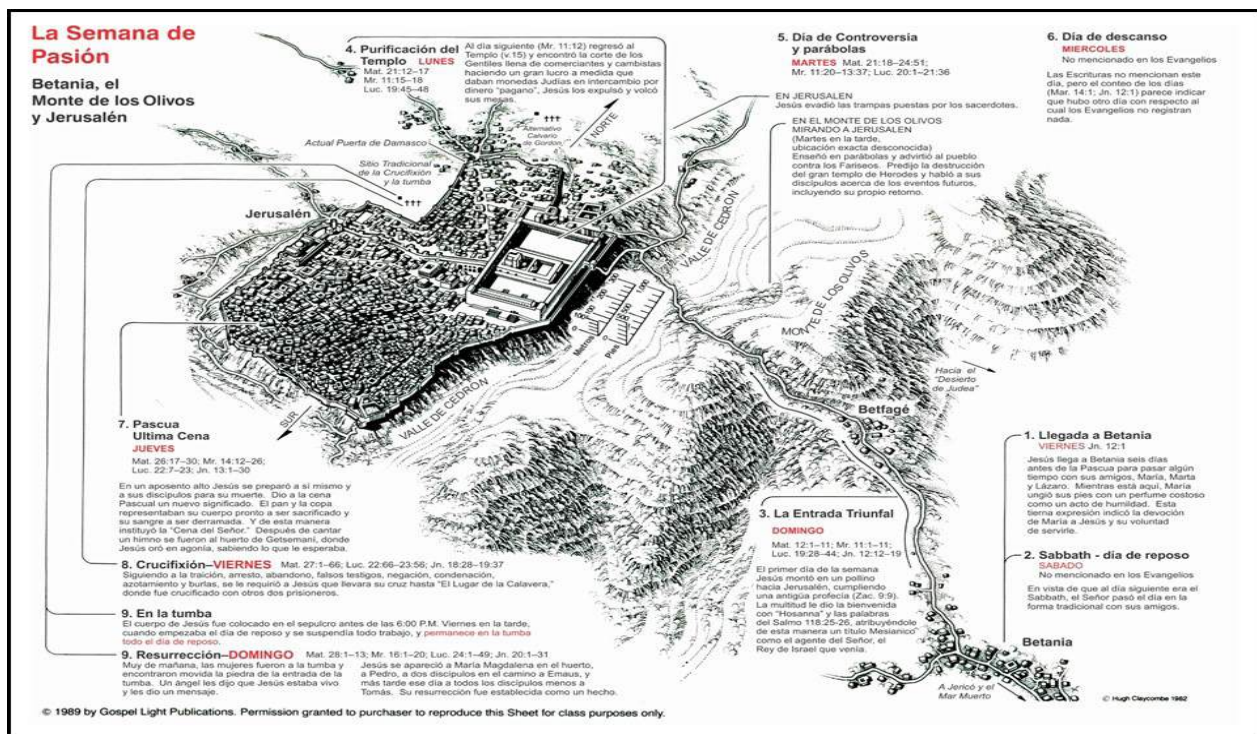 La Semana de
Pasión
Betania, el
Monte de los Olivos
y Jerusalén
4. Purificación del
Templo LUNES
Mat. 21:12–17
Mr. 11:15–18
Luc. 19:45–48
Al día siguiente (Mr. 11:12) regresó al
Templo (v.15) y encontró la corte de los
Gentiles llena de comerciantes y cambistas
haciendo un gran lucro a medida que
daban monedas Judías en intercambio por
dinero "pagano", Jesús los expulsó y volcó
sus mesas.
5. Día de Controversia
y parábolas
MARTES Mat. 21:18–24:51;
Mr. 11:20–13:37; Luc. 20:1–21:36
EN JERUSALEN
Jesús evadió las trampas puestas por los sacerdotes.
EN EL MONTE DE LOS OLIVOS
MIRANDO A JERUSALEN
(Martes en la tarde,
ubicación exacta desconocida)
Enseñó en parábolas y advirtió al pueblo
contra los Fariseos. Predijo la destrucción
del gran templo de Herodes y habló a sus
discípulos acerca de los eventos futuros,
incluyendo su propio retorno.
6. Día de descanso
MIERCOLES
No mencionado en los Evangelios
Las Escrituras no mencionan este
día, pero el conteo de los días
(Mar. 14:1; Jn. 12:1) parece indicar
que hubo otro día con respecto al
cual los Evangelios no registran
nada.
Alternativo
Calvario
de Gordon
NORTE
Actual Puerta de Damasco
Sitio Tradicional
de la Crucifixión
y la tumba
Jerusalén
VALLE DE CEDRON
MONTE DE LOS OLIVOS
Metros
Pies
Hacia el
"Desierto
de Judea"
VALLE DE CEDRON
SUR
Betfagé
7. Pascua
Ultima Cena
JUEVES
Mat. 26:17–30; Mr. 14:12–26;
Luc. 22:7–23; Jn. 13:1–30
En un aposento alto Jesús se preparó a sí mismo y
a sus discípulos para su muerte. Dio a la cena
Pascual un nuevo significado. El pan y la copa
representaban su cuerpo pronto a ser sacrificado y
su sangre a ser derramada. Y de esta manera
instituyó la "Cena del Señor." Después de cantar
un himno se fueron al huerto de Getsemaní, donde
Jesús oró en agonía, sabiendo lo que le esperaba.
8. Crucifixión–VIERNES Mat. 27:1–66; Luc. 22:66–23:56; Jn. 18:28–19:37
Siguiendo a la traición, arresto, abandono, falsos testigos, negación, condenación,
azotamiento y burlas, se le requirió a Jesús que llevara su cruz hasta "El Lugar de la Calavera,"
donde fue crucificado con otros dos prisioneros.
9. En la tumba
El cuerpo de Jesús fue colocado en el sepulcro antes de las 6:00 P.M. Viernes en la tarde,
cuando empezaba el día de reposo y se suspendía todo trabajo, y permanece en la tumba
todo el día de reposo.
9. Resurrección–DOMINGO Mat. 28:1–13; Mr. 16:1–20; Luc. 24:1–49; Jn. 20:1–31
Muy de mañana, las mujeres fueron a la tumba y
encontraron movida la piedra de la entrada de la
tumba. Un ángel les dijo que Jesús estaba vivo
y les dio un mensaje.
Jesús se apareció a María Magdalena en el huerto,
a Pedro, a dos discípulos en el camino a Emaus, y
más tarde ese día a todos los discípulos menos a
Tomás. Su resurrección fue establecida como un hecho.
3. La Entrada Triunfal
DOMINGO
Mat. 12:1–11; Mr. 11:1–11;
Luc. 19:28–44; Jn. 12:12–19
El primer día de la semana
Jesús montó en un pollino
hacia Jerusalén, cumpliendo
una antigüa profecía (Zac. 9:9).
La multitud le dio la bienvenida
con "Hosanna" y las palabras
del Salmo 118:25-26, atribuyéndole
de esta manera un título Mesianico
como el agente del Señor, el
Rey de Israel que venía.
1. Llegada a Betania
VIERNES Jn. 12:1
Jesús llega a Betania seis días
antes de la Pascua para pasar algún
tiempo con sus amigos, María, Marta
y Lázaro. Mientras está aquí, María
ungió sus pies con un perfume costoso
como un acto de humildad. Esta
tierna expresión indicó la devoción
de María a Jesús y su voluntad
de servirle.
2. Sabbath - día de reposo
SABADO
No mencionado en los Evangelios
En vista de que al día siguiente era el
Sabbath, el Señor pasó el día en la
forma tradicional con sus amigos.
Betania
A Jericó y el
Mar Muerto
© Hugh Claycombe 1982
© 1989 by Gospel Light Publications. Permission granted to purchaser to reproduce this Sheet for class purposes only.